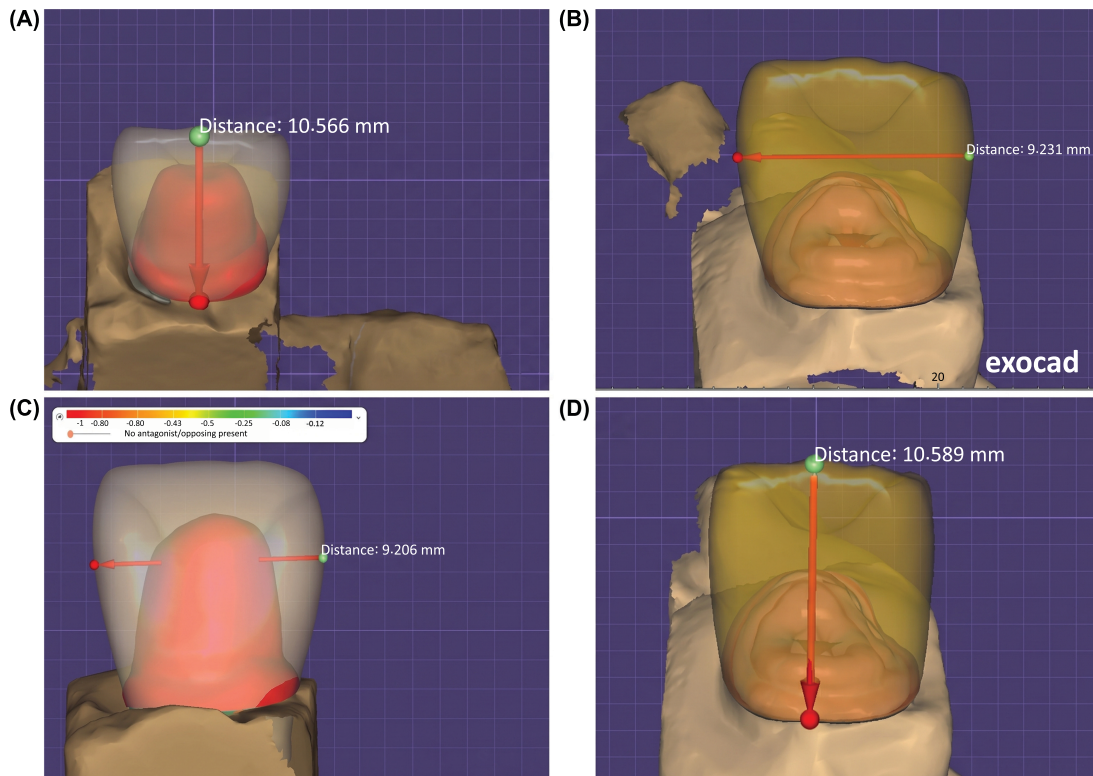 (A)
Distance: 10.566 mm
(B)
Distance: 9.231 mm
exocad
20
(C)
-1 -0.80 -0.80 -0.43 -0.5 -0.25 -0.08 -0.12
No antagonist/opposing present
Distance: 9.206 mm
(D)
Distance: 10.589 mm